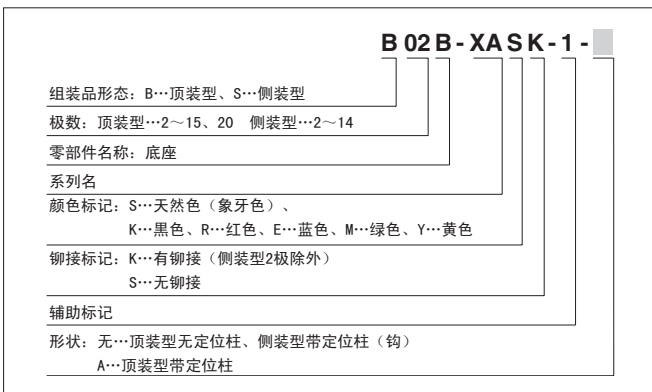 B 02 B - XA S K - 1 -
组装品形态：B…顶装型、S…侧装型
极数：顶装型…2～15、20　侧装型…2～14
零部件名称：底座
系列名
颜色标记：S…天然色（象牙色）、
K…黑色、R…红色、E…蓝色、M…绿色、Y…黄色
铆接标记：K…有铆接（侧装型2极除外）
S…无铆接
辅助标记
形状：无…顶装型无定位柱、侧装型带定位柱（钩）
A…顶装型带定位柱